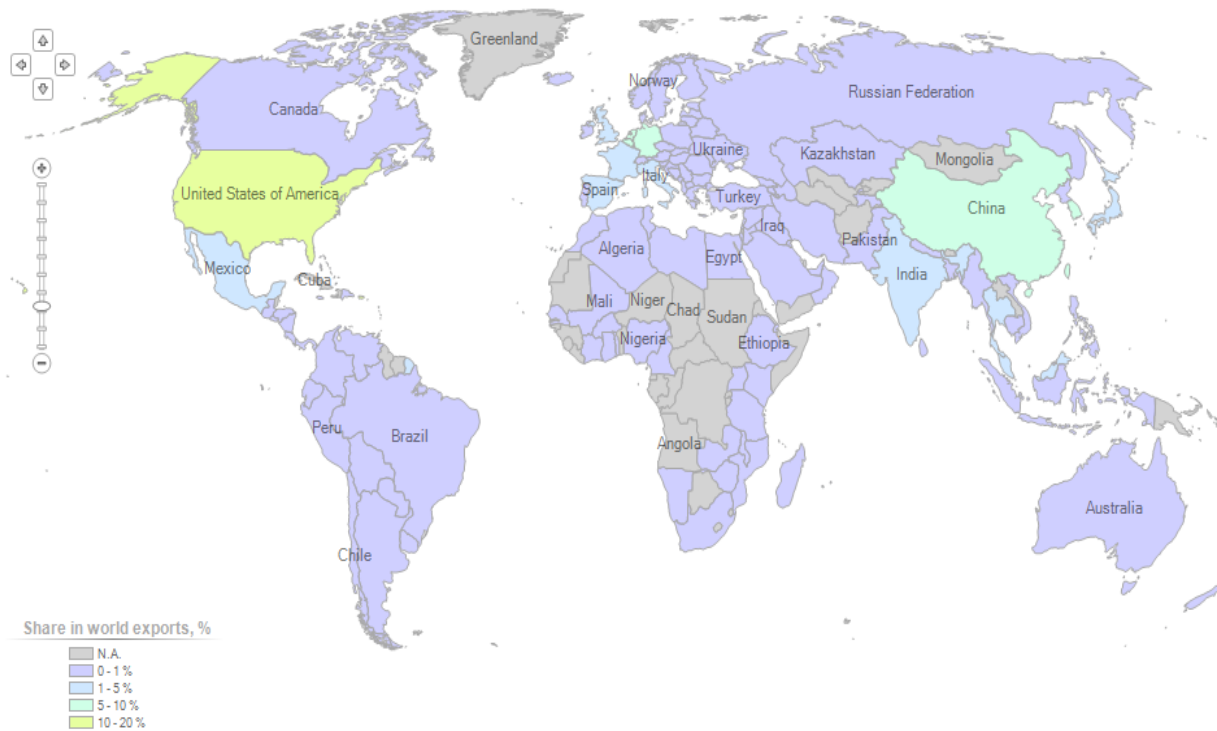 Greenland
Norway
Russian Federation
Canada
Ukraine
Kazakhstan
Mongolia
Italy
United States of America
Spain
Turkey
China
Iraq
Pakistan
Algeria
Egypt
Mexico
India
Cuba
Mali
Niger
Chad
Sudan
Nigeria
Ethiopia
Peru
Brazil
Angola
Australia
Chile
Share in world exports, %
N.A.
0 - 1 %
1 - 5 %
5 - 10 %
10 - 20 %